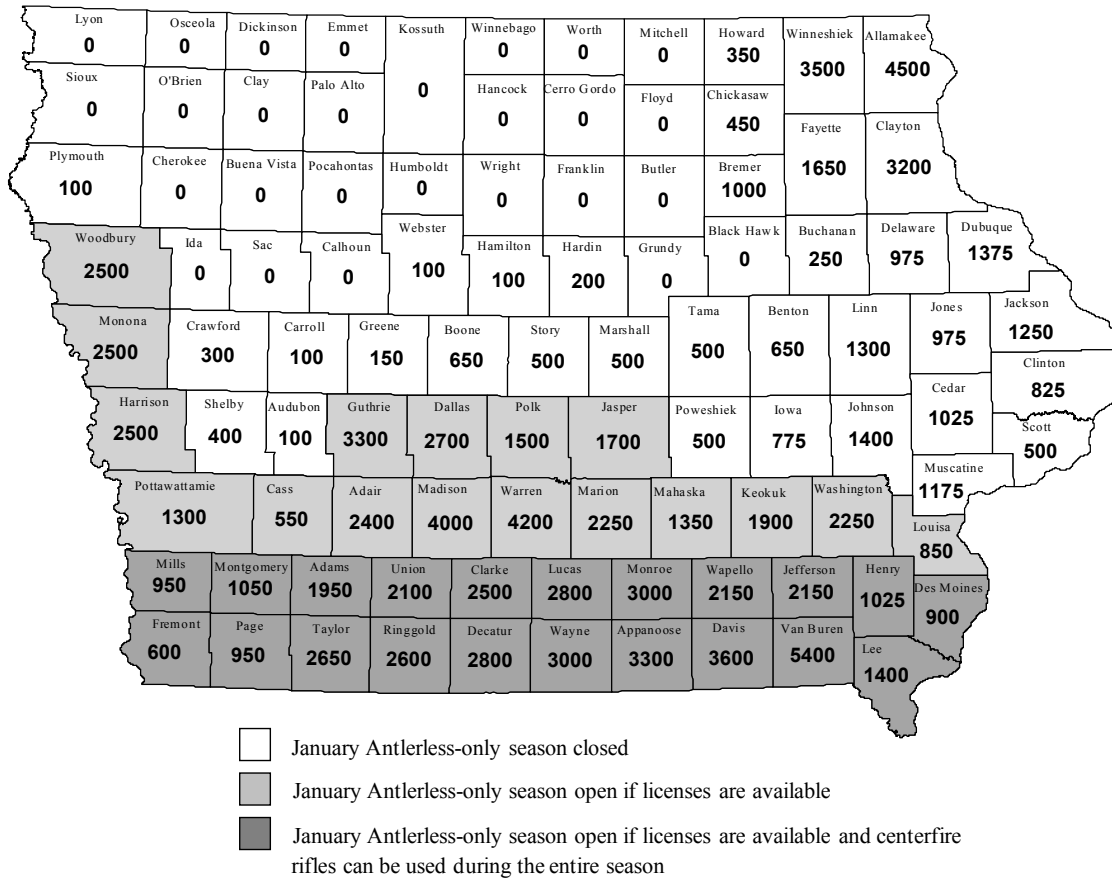 Lyon
0
Osceola
0
Dickinson
0
Emmet
0
Kossuth
0
Winnebago
0
Worth
0
Mitchell
0
Howard
350
Winneshiek
3500
Allamakee
4500
Sioux
0
O'Brien
0
Clay
0
Palo Alto
0
Hancock
0
Cerro Gordo
0
Floyd
0
Chickasaw
450
Fayette
1650
Clayton
3200
Plymouth
100
Cherokee
0
Buena Vista
0
Pocahontas
0
Humboldt
0
Wright
0
Franklin
0
Butler
0
Bremer
1000
Woodbury
2500
Ida
0
Sac
0
Calhoun
0
Webster
100
Hamilton
100
Hardin
200
Grundy
0
Black Hawk
0
Buchanan
250
Delaware
975
Dubuque
1375
Monona
2500
Crawford
300
Carroll
100
Greene
150
Boone
650
Story
500
Marshall
500
Tama
500
Benton
650
Linn
1300
Jones
975
Jackson
1250
Clinton
825
Harrison
2500
Shelby
400
Audubon
100
Guthrie
3300
Dallas
2700
Polk
1500
Jasper
1700
Poweshiek
500
Iowa
775
Johnson
1400
Cedar
1025
Scott
500
Muscatine
1175
Pottawattamie
1300
Cass
550
Adair
2400
Madison
4000
Warren
4200
Marion
2250
Mahaska
1350
Keokuk
1900
Washington
2250
Louisa
850
Mills
950
Montgomery
1050
Adams
1950
Union
2100
Clarke
2500
Lucas
2800
Monroe
3000
Wapello
2150
Jefferson
2150
Henry
1025
Des Moines
900
Fremont
600
Page
950
Taylor
2650
Ringgold
2600
Decatur
2800
Wayne
3000
Appanoose
3300
Davis
3600
Van Buren
5400
Lee
1400
January Antlerless-only season closed
January Antlerless-only season open if licenses are available
January Antlerless-only season open if licenses are available and centerfire
rifles can be used during the entire season